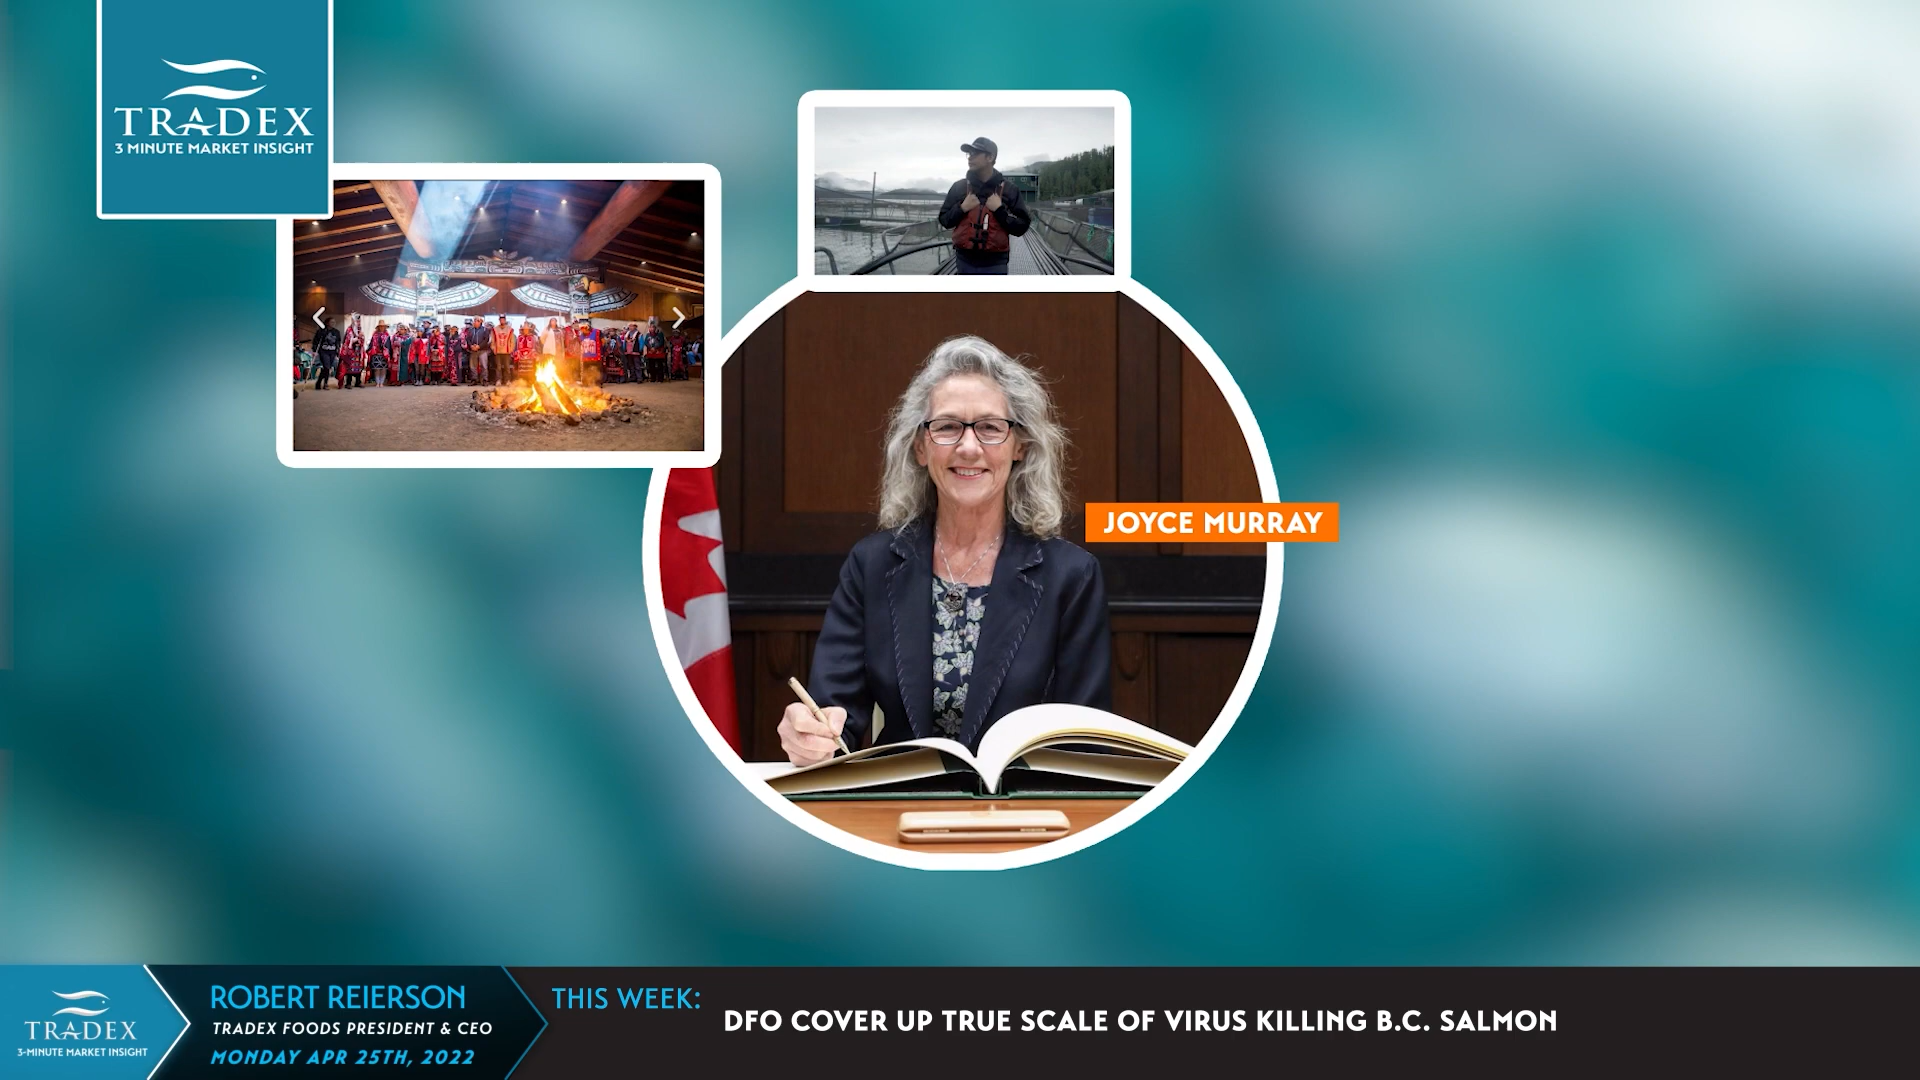 TRADEX
3 MINUTE MARKET INSIGHT
JOYCE MURRAY
TRADEX
3-MINUTE MARKET INSIGHT
ROBERT REIERSON
TRADEX FOODS PRESIDENT & CEO
MONDAY APR 25TH, 2022
THIS WEEK:
DFO COVER UP TRUE SCALE OF VIRUS KILLING B.C. SALMON